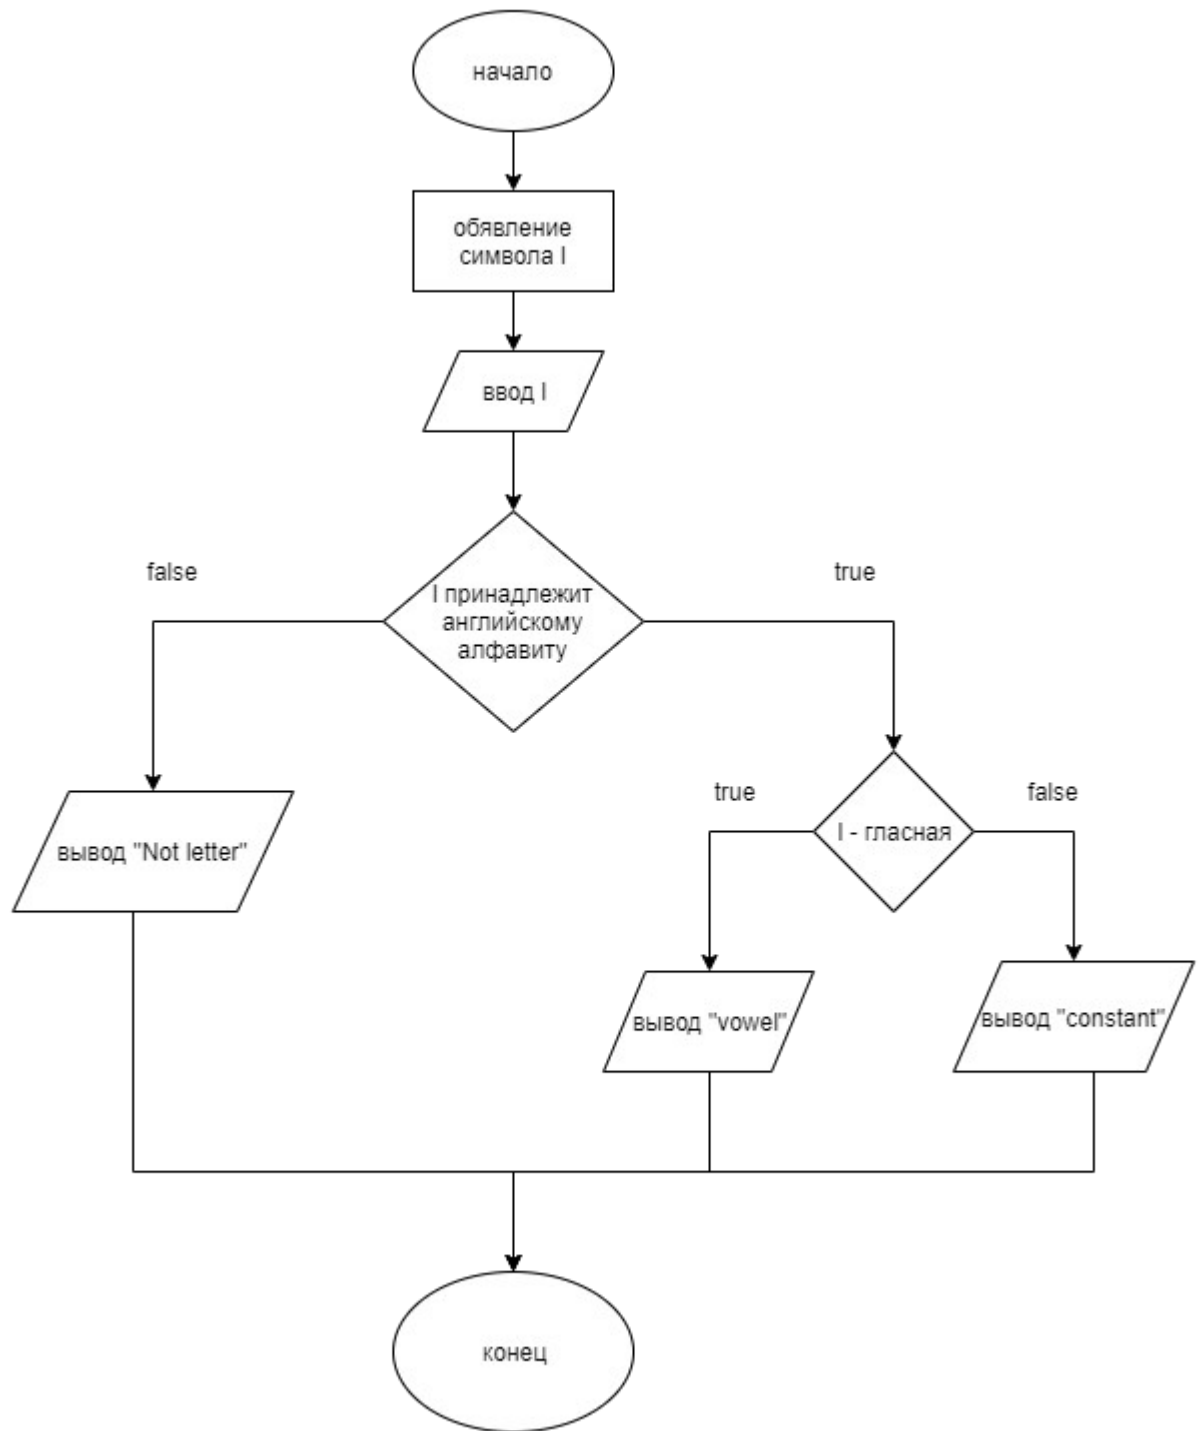 начало
обявление
символа l
ввод l
false
true
l принадлежит
английскому
алфавиту
true
false
l - гласная
вывод "Not letter"
вывод "vowel"
вывод "constant"
конец